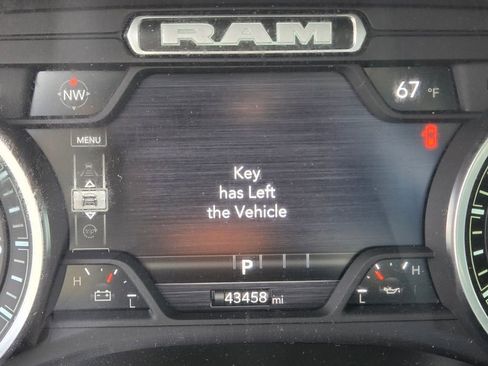 RAM
NW
67 °F
MENU
Key
has Left
the Vehicle
P
H
H
L
43458 mi
L